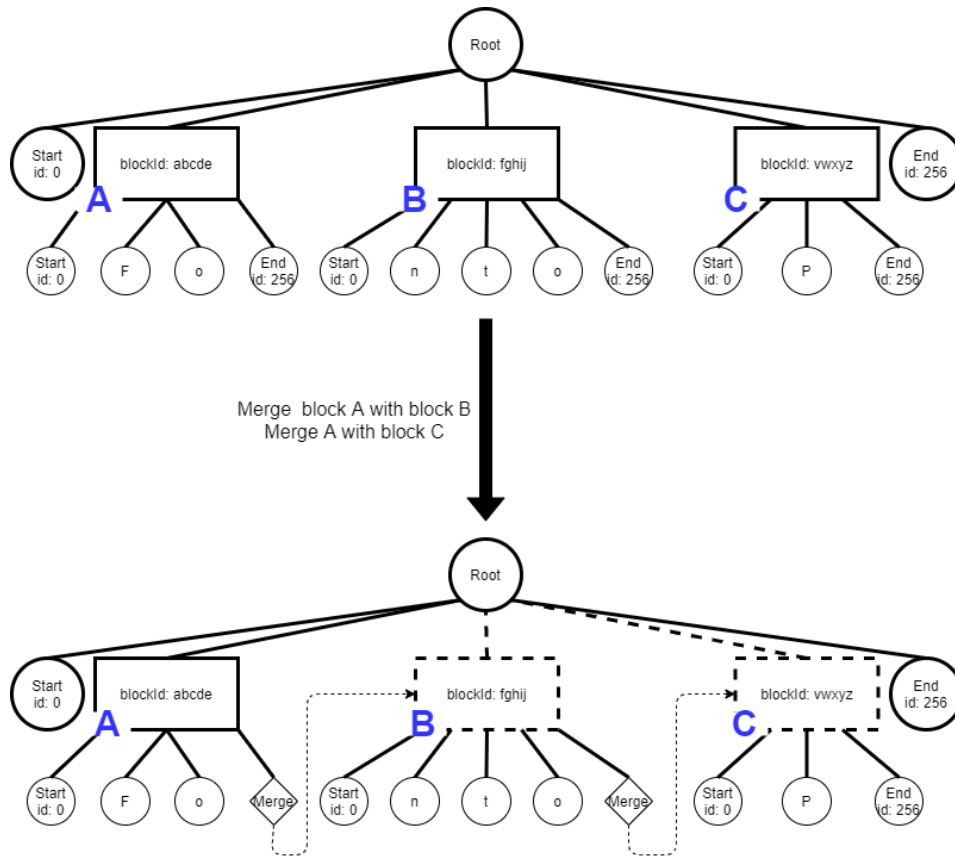 Root
Start
id: 0
blockId: abcde
blockId: fghij
blockId: vwxyz
End
id: 256
A
B
C
Start
id: 0
F
o
End
id: 256
Start
id: 0
n
t
o
End
id: 256
Start
id: 0
P
End
id: 256
Merge block A with block B
Merge A with block C
Root
Start
id: 0
blockId: abcde
blockId: fghij
blockId: vwxyz
End
id: 256
A
B
C
Start
id: 0
F
o
Merge
Start
id: 0
n
t
o
Merge
Start
id: 0
P
End
id: 256